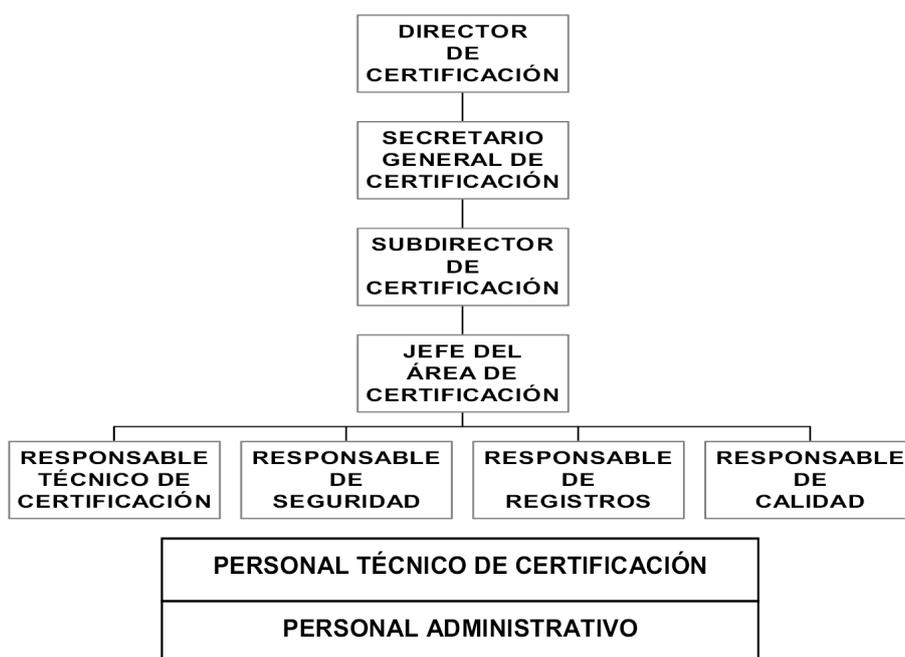 DIRECTOR
DE
CERTIFICACIÓN
SECRETARIO
GENERAL DE
CERTIFICACIÓN
SUBDIRECTOR
DE
CERTIFICACIÓN
JEFE DEL
ÁREA DE
CERTIFICACIÓN
RESPONSABLE
TÉCNICO DE
CERTIFICACIÓN
RESPONSABLE
DE
SEGURIDAD
RESPONSABLE
DE
REGISTROS
RESPONSABLE
DE
CALIDAD
PERSONAL TÉCNICO DE CERTIFICACIÓN
PERSONAL ADMINISTRATIVO